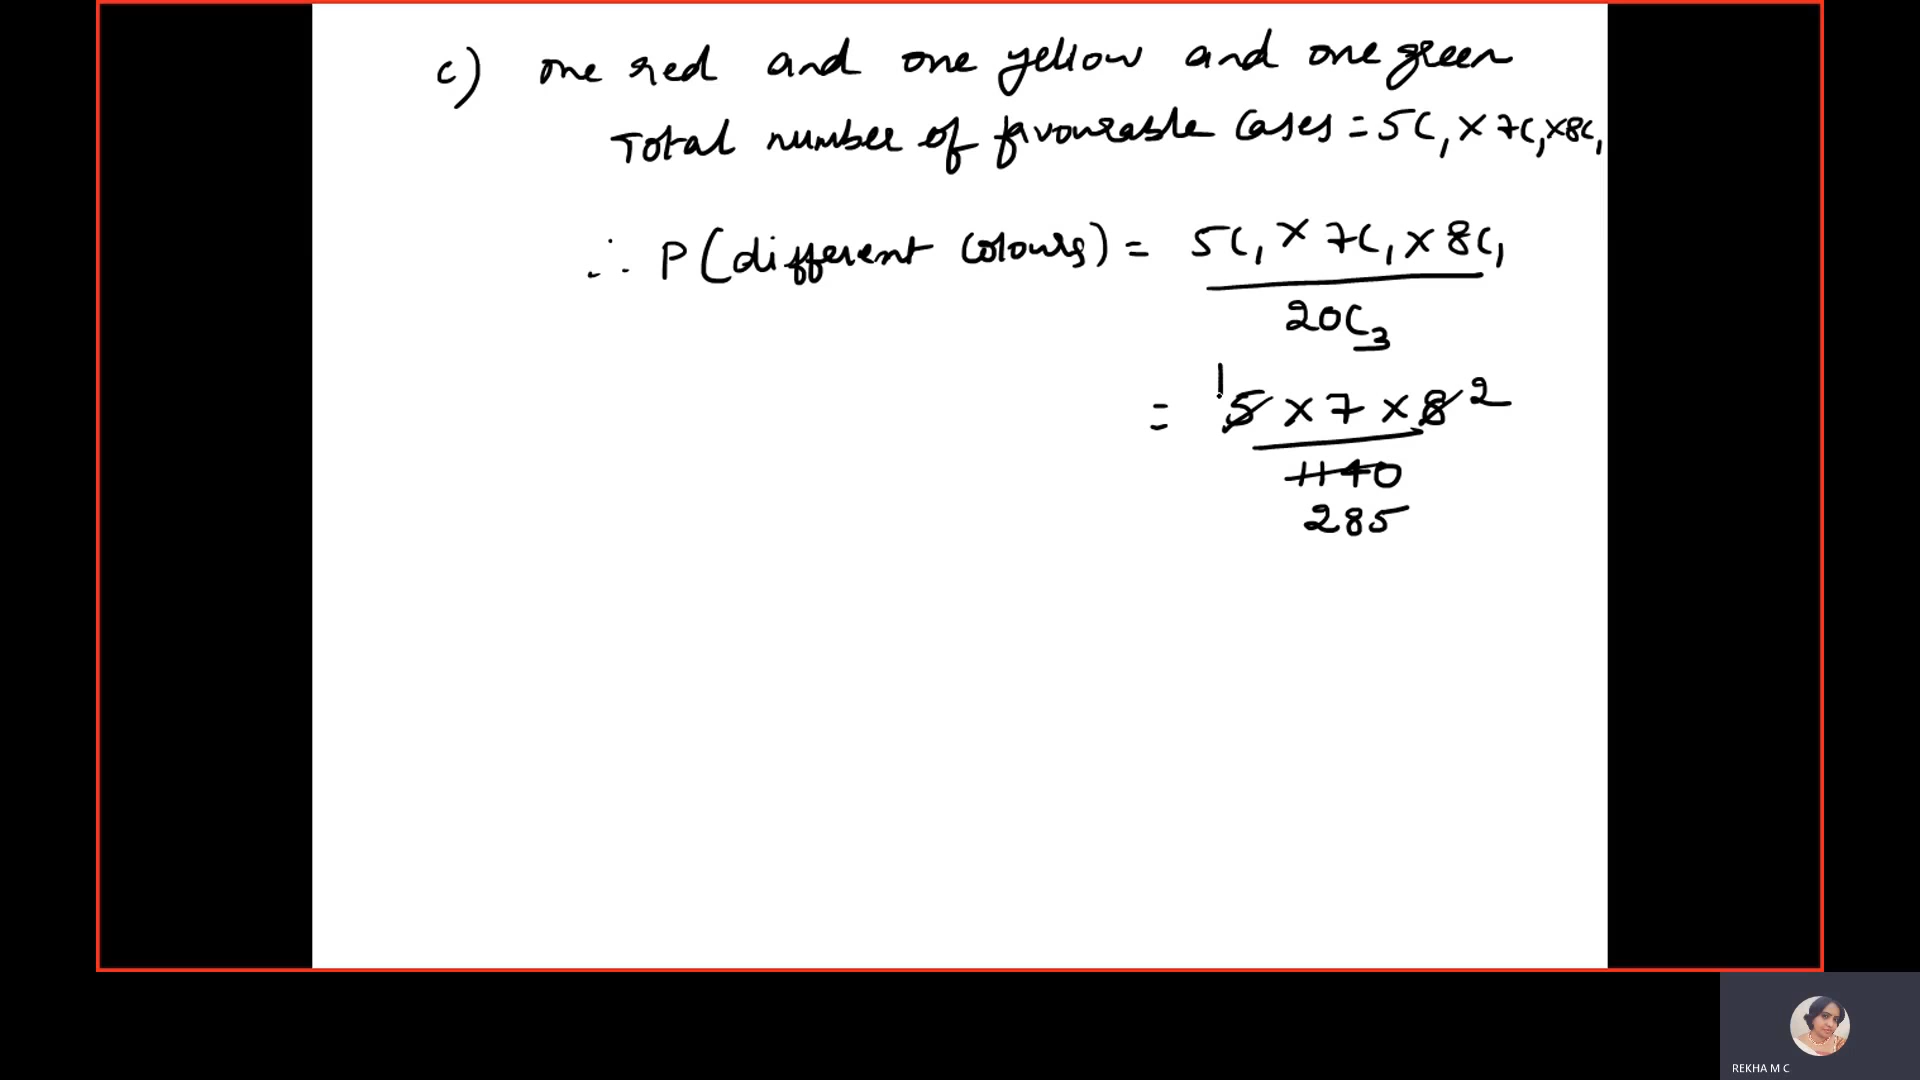 c) one red and one yellow and one green
Total number of favourable cases = 5C₁ × 7C₁ × 8C₁
∴ P(different colours) = 5C₁ × 7C₁ × 8C₁
20C₃
= 1 5 × 7 × 8 2
1140
285
REKHA M C